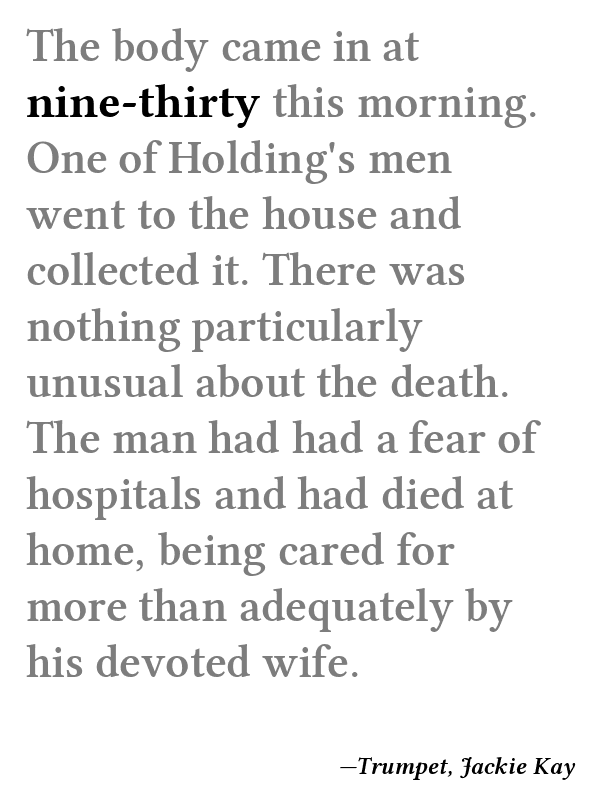 The body came in at
nine-thirty this morning.
One of Holding's men
went to the house and
collected it. There was
nothing particularly
unusual about the death.
The man had had a fear of
hospitals and had died at
home, being cared for
more than adequately by
his devoted wife.
—Trumpet, Jackie Kay